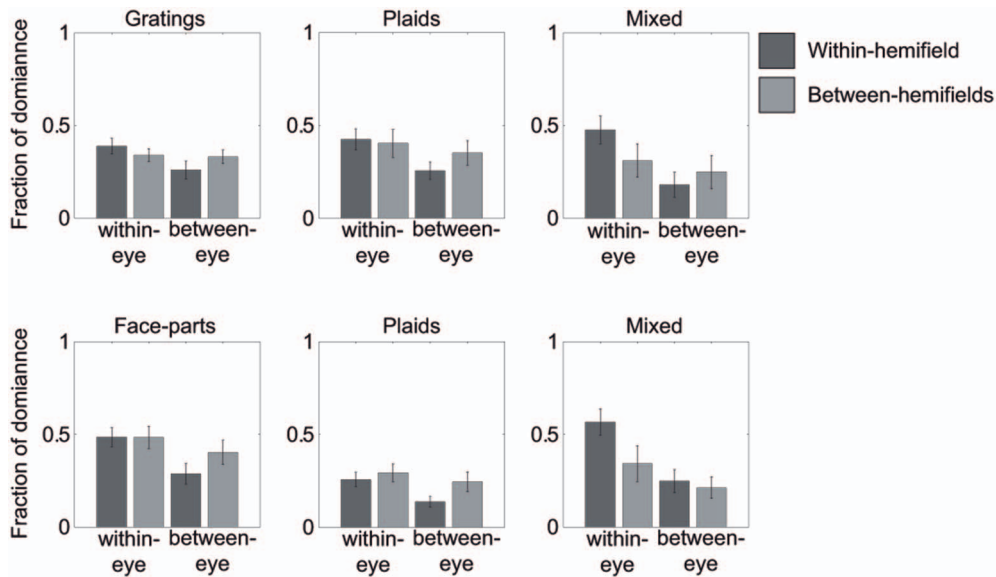 Gratings
Plaids
Mixed
Fraction of domiannce
1
0.5
0
within-eye
between-eye
1
0.5
0
within-eye
between-eye
1
0.5
0
within-eye
between-eye
Within-hemifield
Between-hemifields
Face-parts
Plaids
Mixed
Fraction of domiannce
1
0.5
0
within-eye
between-eye
1
0.5
0
within-eye
between-eye
1
0.5
0
within-eye
between-eye